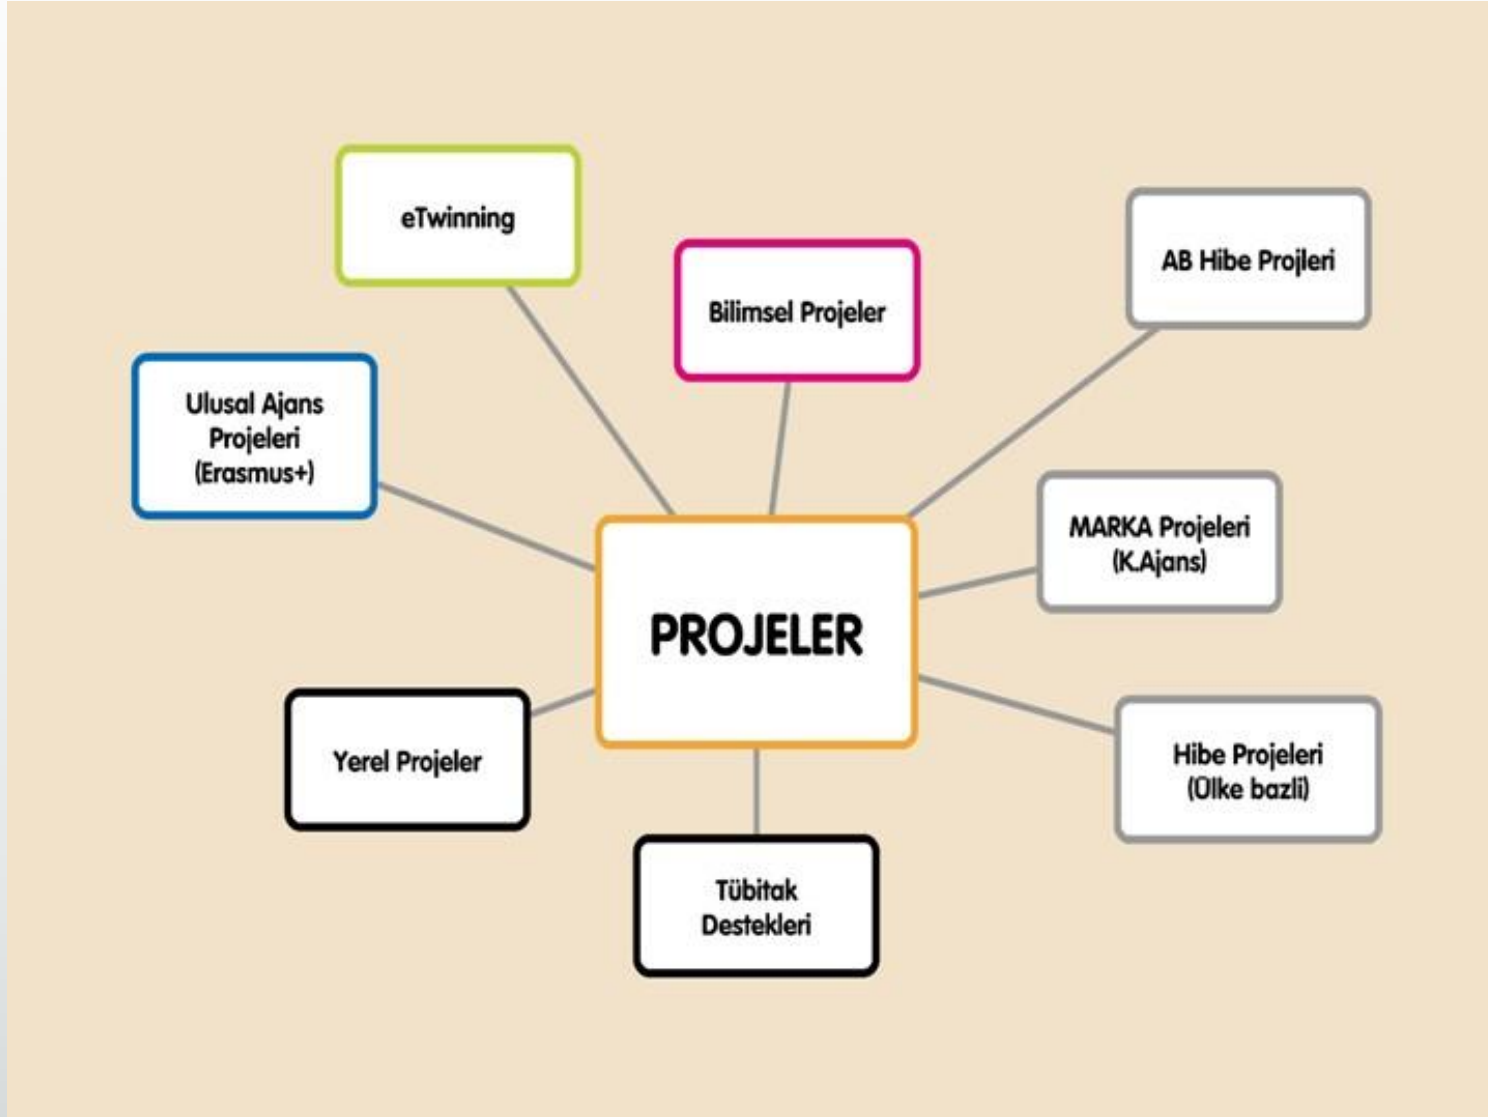 eTwinning
Bilimsel Projeler
AB Hibe Projleri
Ulusal Ajans
Projeleri
(Erasmus+)
MARKA Projeleri
(K.Ajans)
PROJELER
Yerel Projeler
Hibe Projeleri
(Ülke bazli)
Tübitak
Destekleri